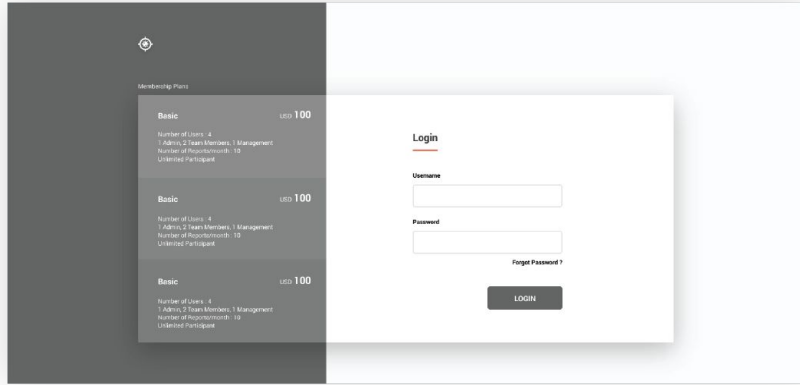 Membership Plans
Basic USD 100
Number of Users : 4
1 Admin, 2 Team Members, 1 Management
Number of Reports/month : 10
Unlimited Participant
Basic USD 100
Number of Users : 4
1 Admin, 2 Team Members, 1 Management
Number of Reports/month : 10
Unlimited Participant
Basic USD 100
Number of Users : 4
1 Admin, 2 Team Members, 1 Management
Number of Reports/month : 10
Unlimited Participant
Login
Username
Password
Forgot Password ?
LOGIN